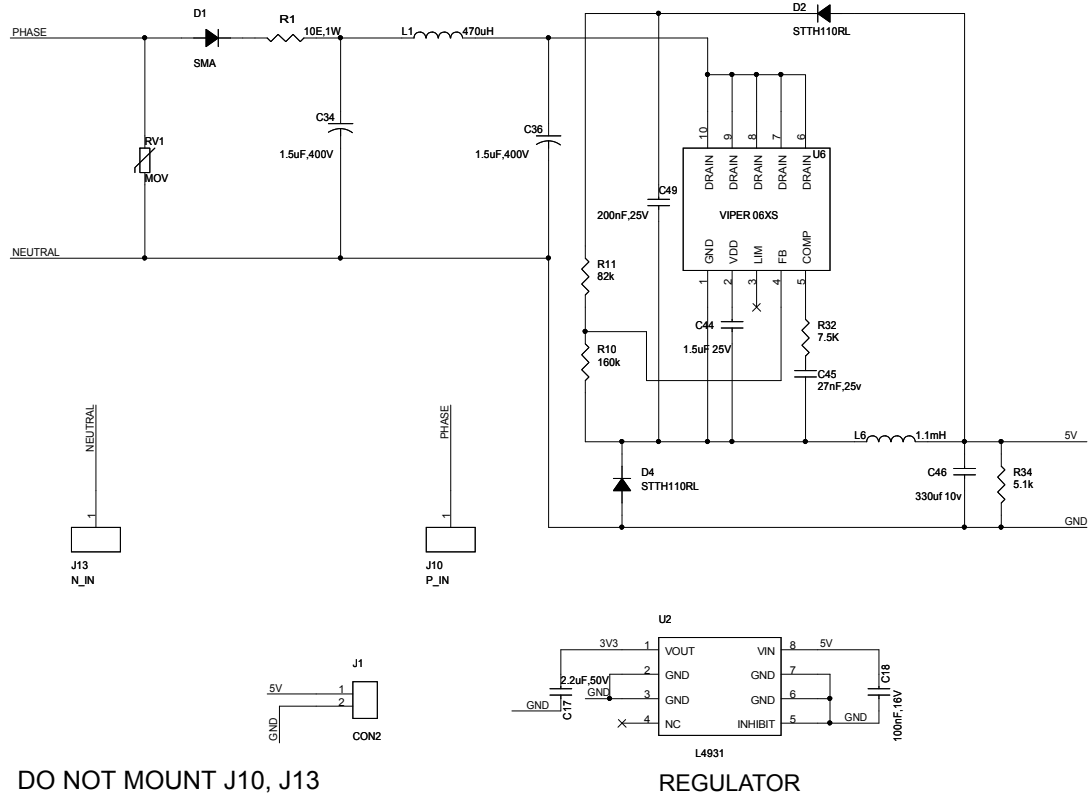 D1
R1
D2
PHASE
10E,1W
L1
470uH
STTH110RL
SMA
C34
1.5uF,400V
C36
1.5uF,400V
RV1
MOV
10
9
8
7
6
U6
DRAIN
DRAIN
DRAIN
DRAIN
DRAIN
C49
200nF,25V
VIPER 06XS
NEUTRAL
GND
VDD
LIM
FB
COMP
1
2
3
4
5
R11
82k
C44
1.5uF 25V
R32
7.5K
R10
160k
C45
27nF,25v
NEUTRAL
PHASE
L6
1.1mH
5V
D4
STTH110RL
C46
330uf 10v
R34
5.1k
1
1
GND
J13
N_IN
J10
P_IN
U2
3V3
1
VOUT
VIN
8
5V
J1
2.2uF,50V
2
GND
GND
7
C18
5V
1
GND
3
GND
GND
6
2
GND
C17
4
NC
INHIBIT
5
GND
100nF,16V
GND
CON2
L4931
DO NOT MOUNT J10, J13
REGULATOR